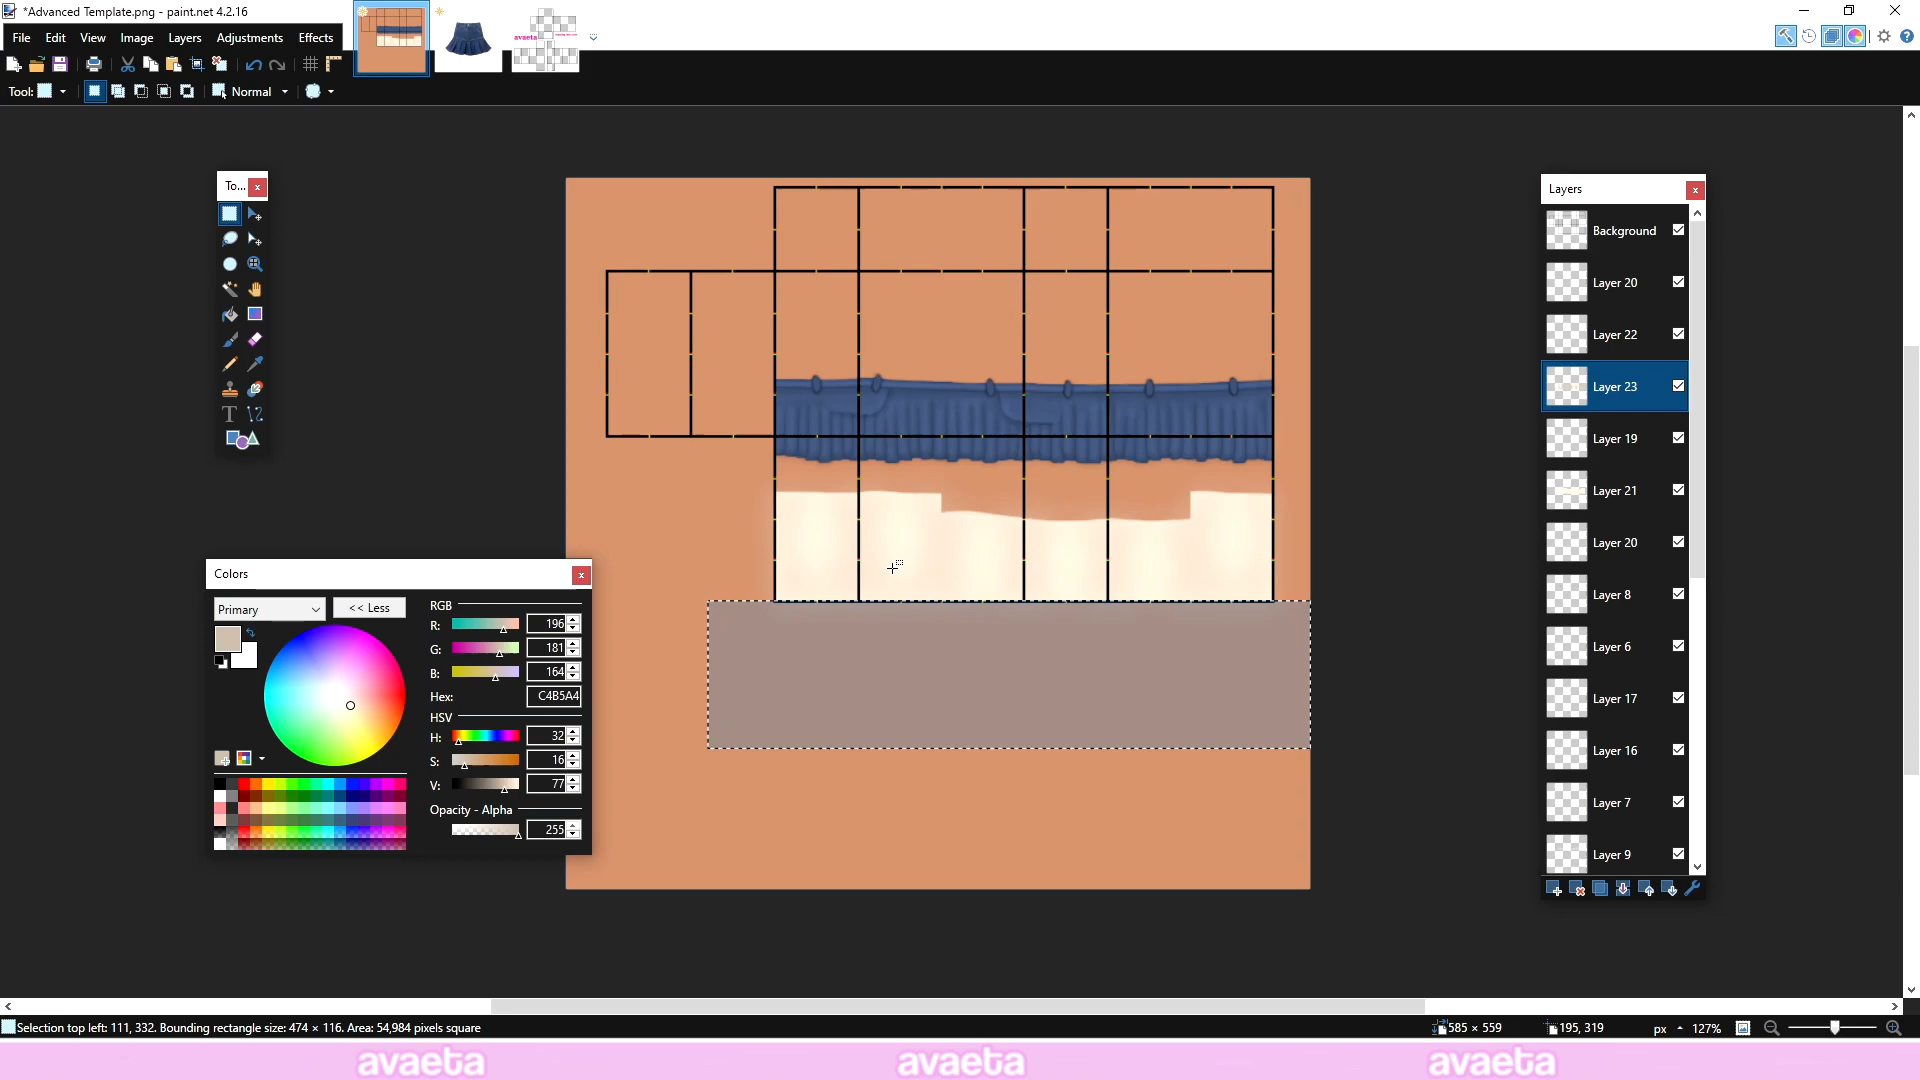 *Advanced Template.png - paint.net 4.2.16
File Edit View Image Layers Adjustments Effects
avaeta
Tool: Normal
To...
Layers
Background
Layer 20
Layer 22
Layer 23
Layer 19
Layer 21
Layer 20
Layer 8
Layer 6
Layer 17
Layer 16
Layer 7
Layer 9
Colors
Primary
<< Less
RGB
R: 196
G: 181
B: 164
Hex: C4B5A4
HSV
H: 32
S: 16
V: 77
Opacity - Alpha
255
Selection top left: 111, 332. Bounding rectangle size: 474 × 116. Area: 54,984 pixels square
585 × 559
195, 319
px
127%
avaeta avaeta avaeta